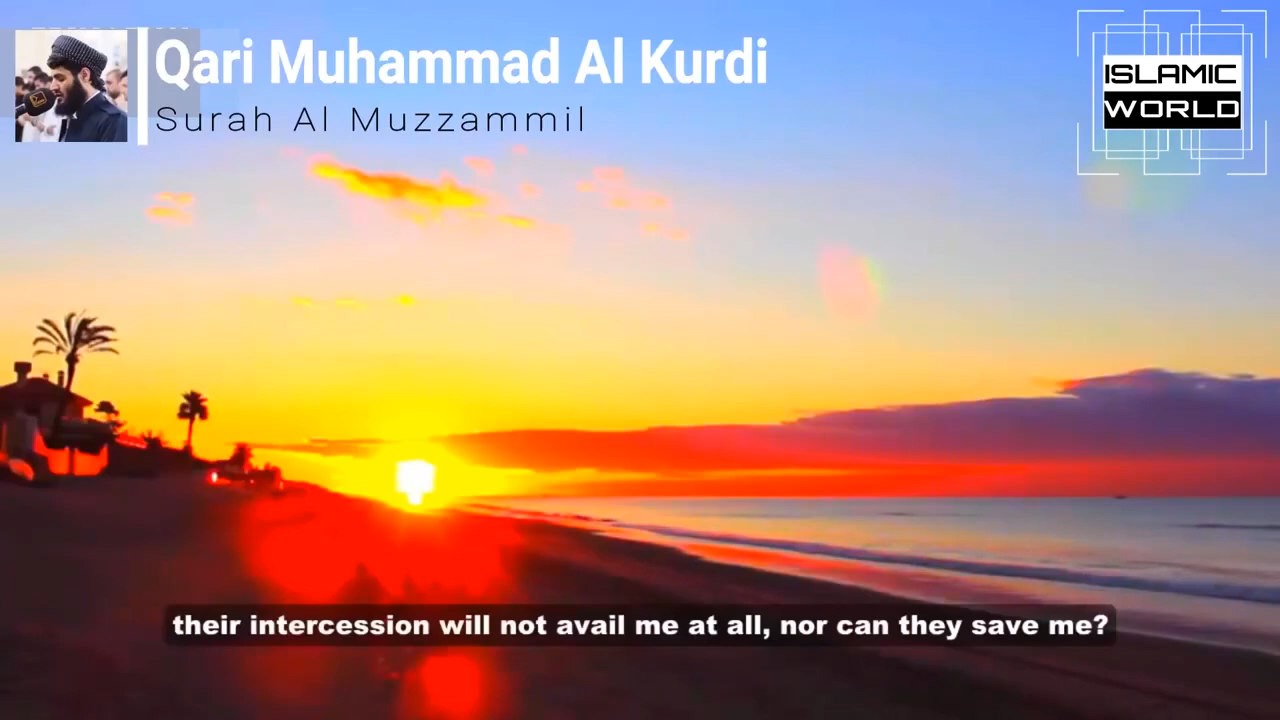 Qari Muhammad Al Kurdi
Surah Al Muzzammil
ISLAMIC
WORLD
their intercession will not avail me at all, nor can they save me?